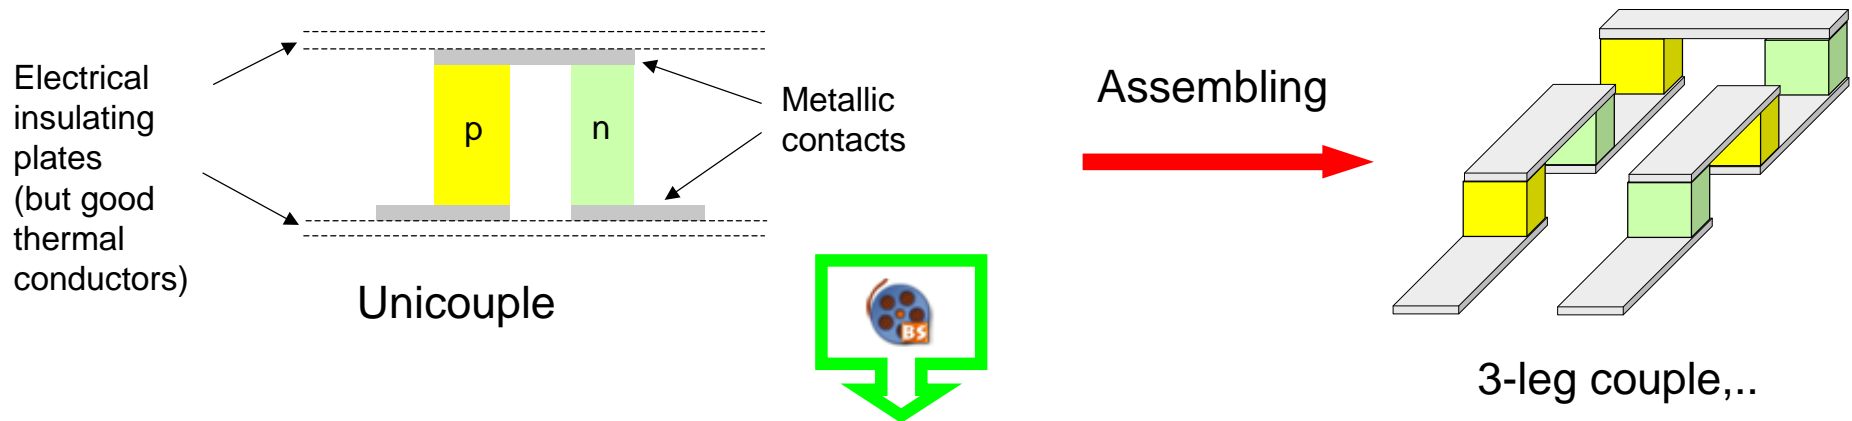 Electrical
insulating
plates
(but good
thermal
conductors)
p
n
Metallic
contacts
Unicouple
BS
Assembling
3-leg couple,..